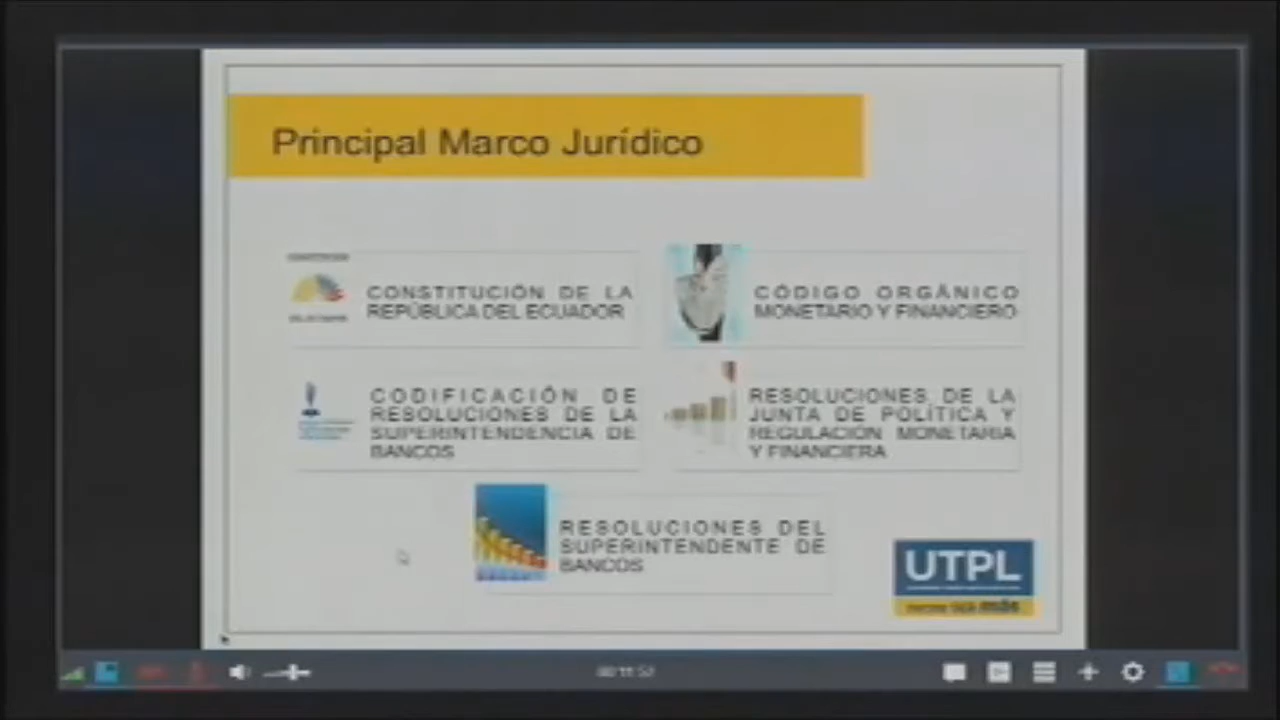 Principal Marco Jurídico
CONSTITUCIÓN DE LA
REPÚBLICA DEL ECUADOR
CÓDIGO ORGÁNICO
MONETARIO Y FINANCIERO
CODIFICACIÓN DE
RESOLUCIONES DE LA
SUPERINTENDENCIA DE
BANCOS
RESOLUCIONES DE LA
JUNTA DE POLÍTICA Y
REGULACIÓN MONETARIA
Y FINANCIERA
RESOLUCIONES DEL
SUPERINTENDENTE DE
BANCOS
UTPL
más